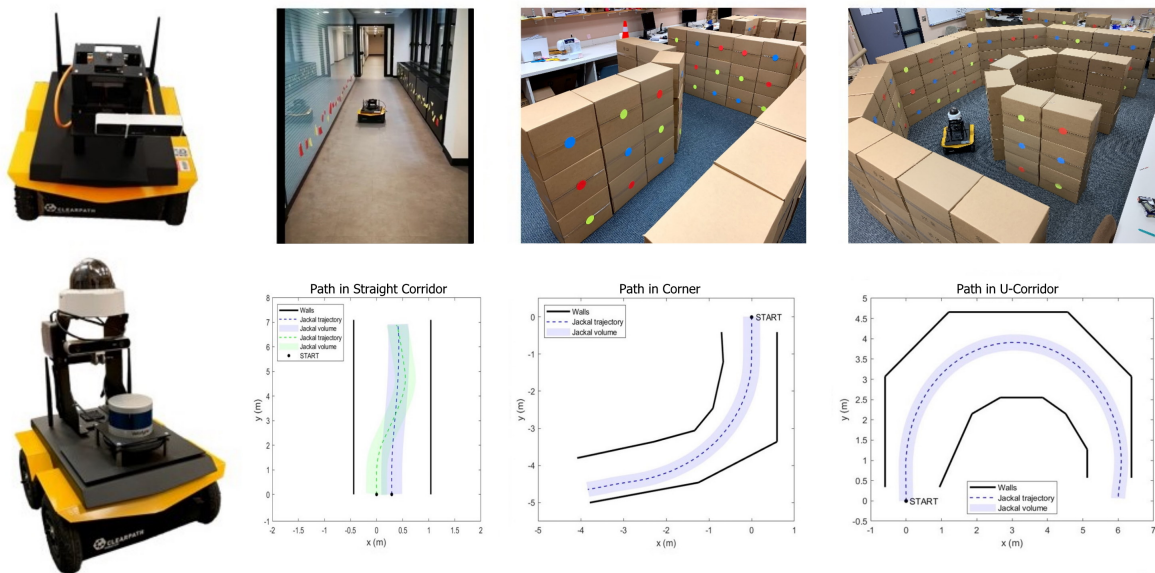 CLEARPATH
CLEARPATH
Path in Straight Corridor
y (m)
8
7
6
5
4
3
2
1
0
-1
Walls
Jackal trajectory
Jackal volume
Jackal trajectory
Jackal volume
START
-2 -1.5 -1 -0.5 0 0.5 1 1.5 2
x (m)
Path in Corner
y (m)
0
-1
-2
-3
-4
-5
Walls
Jackal trajectory
Jackal volume
START
-5 -4 -3 -2 -1 0 1
x (m)
Path in U-Corridor
y (m)
5
4.5
4
3.5
3
2.5
2
1.5
1
0.5
0
-0.5
START
Walls
Jackal trajectory
Jackal volume
-1 0 1 2 3 4 5 6 7
x (m)